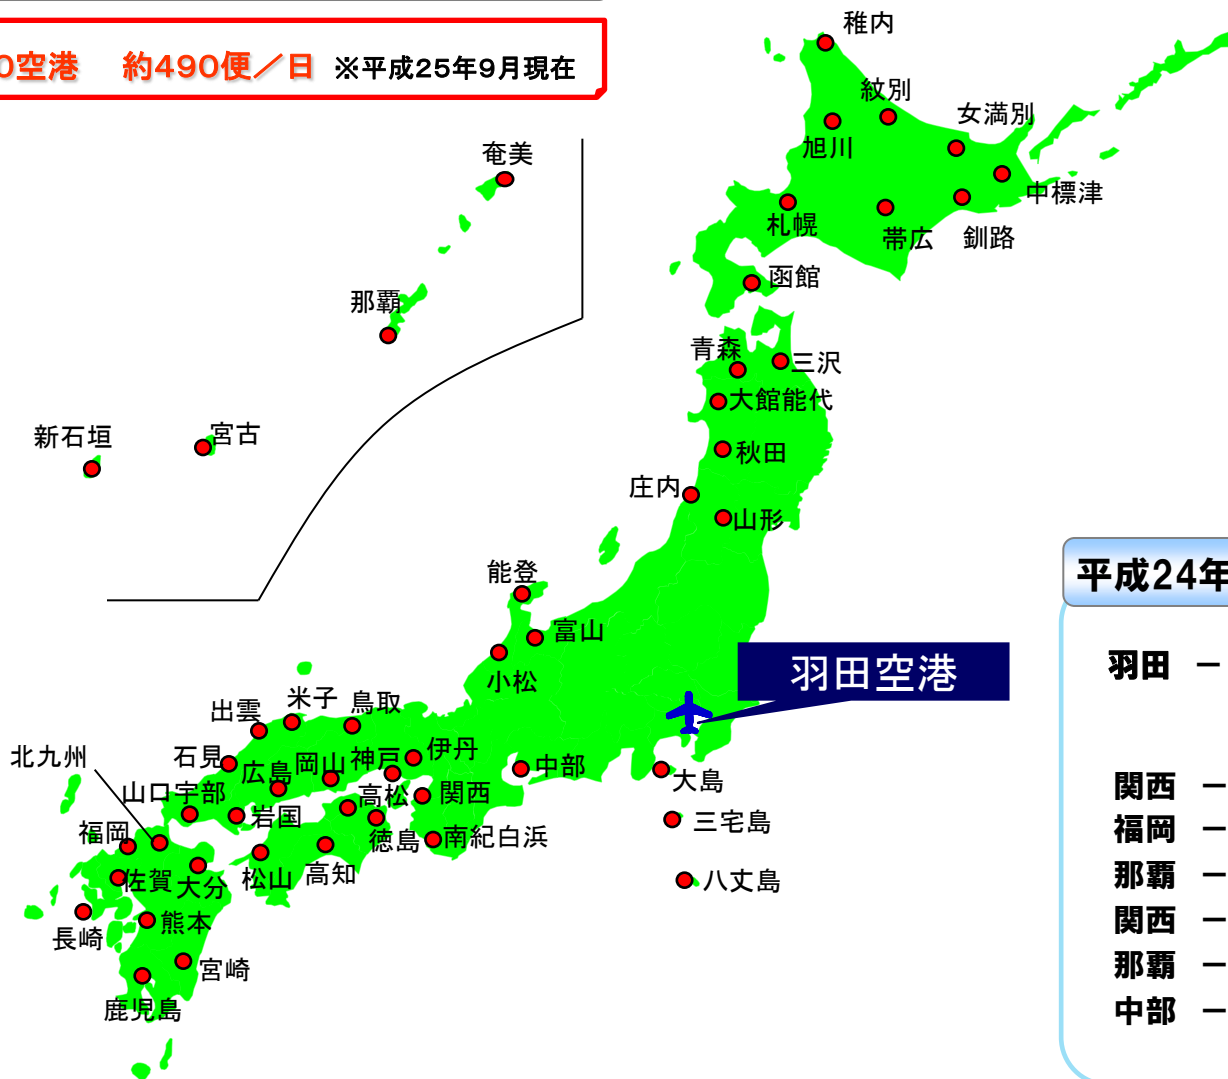 0空港 約490便／日 ※平成25年9月現在
稚内
紋別
女満別
旭川
中標津
札幌
帯広
釧路
函館
奄美
那覇
新石垣
宮古
青森
三沢
大館能代
秋田
庄内
山形
能登
富山
小松
羽田空港
平成24年
羽田 －
関西 －
福岡 －
那覇 －
関西 －
那覇 －
中部 －
米子
鳥取
出雲
石見
広島
岡山
神戸
伊丹
中部
大島
北九州
山口宇部
岩国
高松
関西
三宅島
福岡
徳島
南紀白浜
佐賀
大分
松山
高知
八丈島
長崎
熊本
宮崎
鹿児島